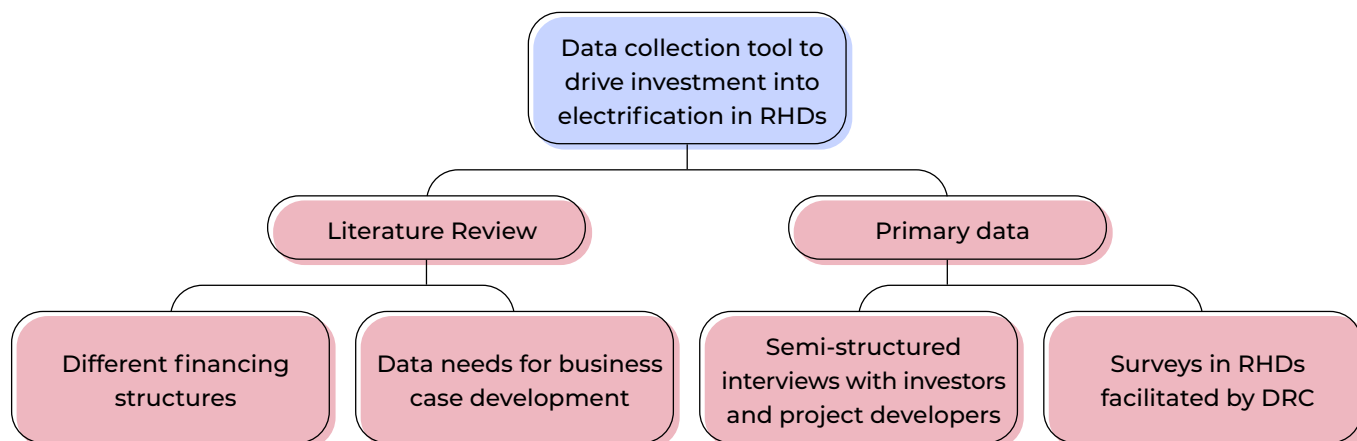 Data collection tool to
drive investment into
electrification in RHDs
Literature Review
Primary data
Different financing
structures
Data needs for business
case development
Semi-structured
interviews with investors
and project developers
Surveys in RHDs
facilitated by DRC